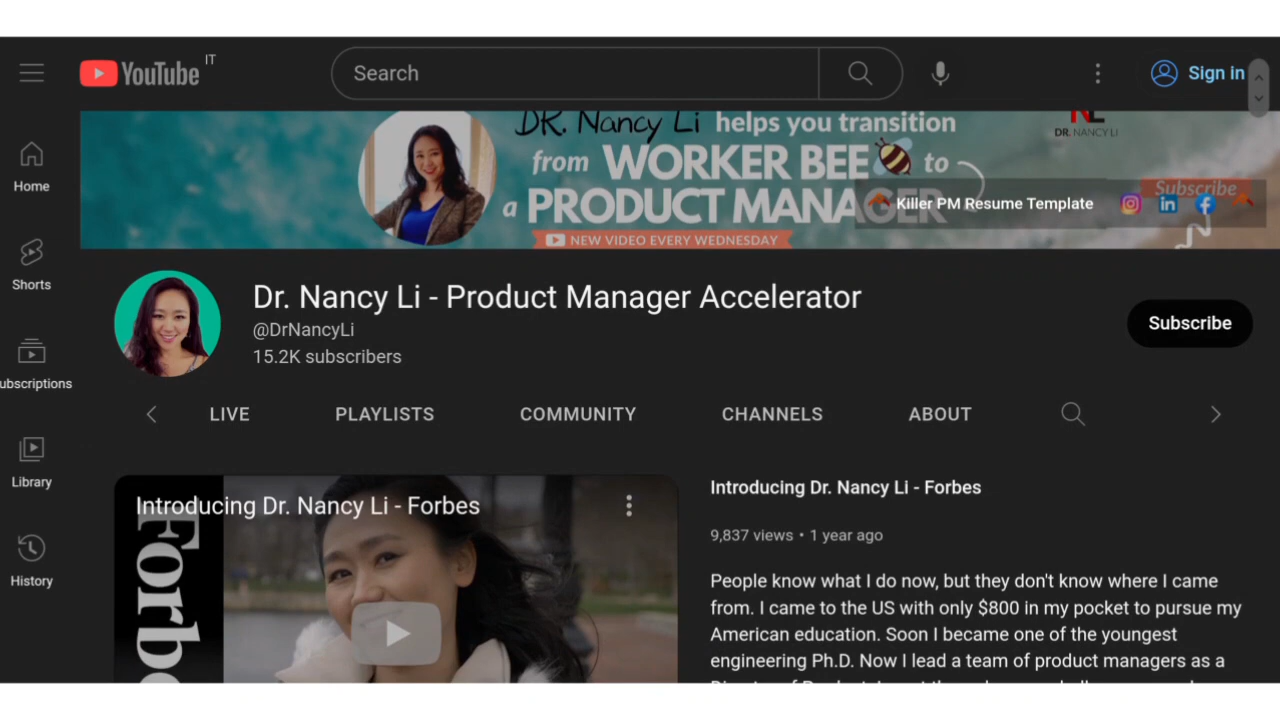 YouTube IT
Search
Sign in
DR. Nancy Li helps you transition
from WORKER BEE to
a PRODUCT MANAGER
NEW VIDEO EVERY WEDNESDAY
NL
DR. NANCY LI
Killer PM Resume Template
Subscribe
Home
Shorts
ubscriptions
Library
History
Dr. Nancy Li - Product Manager Accelerator
@DrNancyLi
15.2K subscribers
Subscribe
LIVE PLAYLISTS COMMUNITY CHANNELS ABOUT
Introducing Dr. Nancy Li - Forbes
Forbe
Introducing Dr. Nancy Li - Forbes
9,837 views • 1 year ago
People know what I do now, but they don't know where I came
from. I came to the US with only $800 in my pocket to pursue my
American education. Soon I became one of the youngest
engineering Ph.D. Now I lead a team of product managers as a